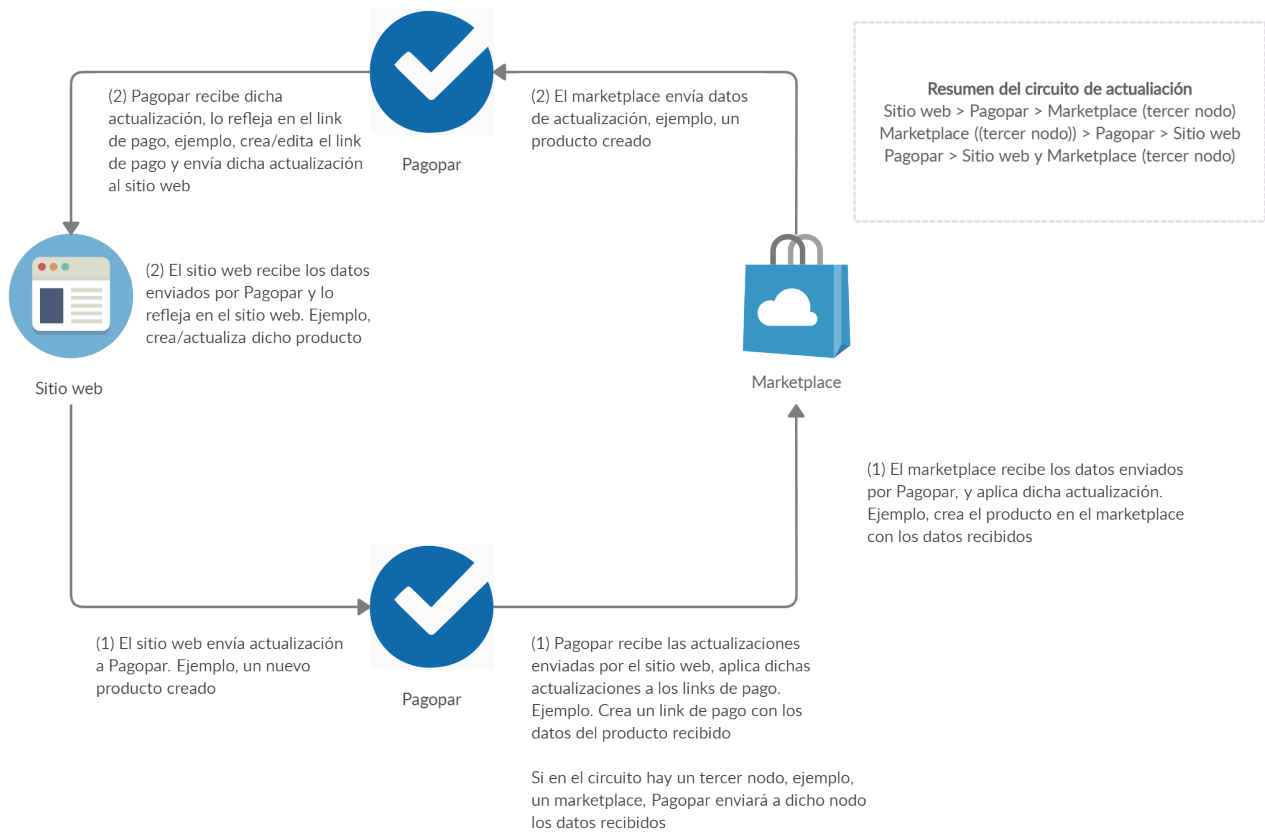 (2) Pagopar recibe dicha
actualización, lo refleja en el link
de pago, ejemplo, crea/edita el link
de pago y envía dicha actualización
al sitio web
Pagopar
(2) El marketplace envía datos
de actualización, ejemplo, un
producto creado
Resumen del circuito de actualiación
Sitio web > Pagopar > Marketplace (tercer nodo)
Marketplace ((tercer nodo)) > Pagopar > Sitio web
Pagopar > Sitio web y Marketplace (tercer nodo)
(2) El sitio web recibe los datos
enviados por Pagopar y lo
refleja en el sitio web. Ejemplo,
crea/actualiza dicho producto
Sitio web
Marketplace
(1) El marketplace recibe los datos enviados
por Pagopar, y aplica dicha actualización.
Ejemplo, crea el producto en el marketplace
con los datos recibidos
(1) El sitio web envía actualización
a Pagopar. Ejemplo, un nuevo
producto creado
Pagopar
(1) Pagopar recibe las actualizaciones
enviadas por el sitio web, aplica dichas
actualizaciones a los links de pago.
Ejemplo. Crea un link de pago con los
datos del producto recibido
Si en el circuito hay un tercer nodo, ejemplo,
un marketplace, Pagopar enviará a dicho nodo
los datos recibidos